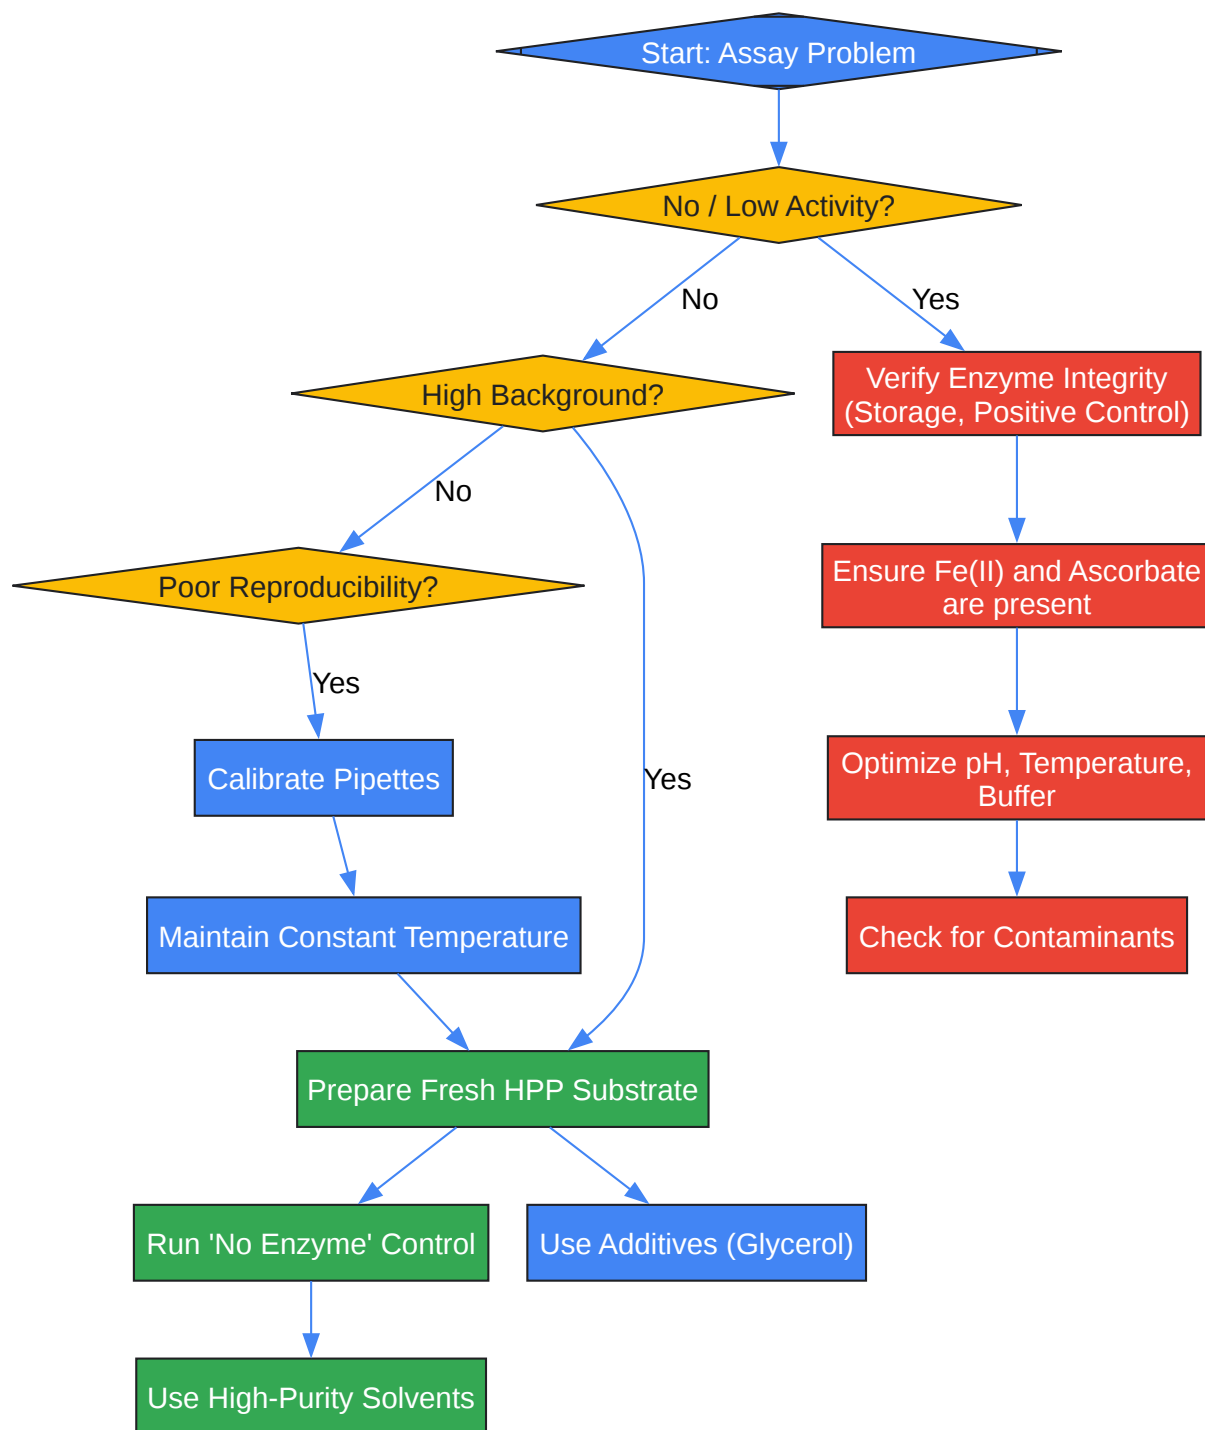 Start: Assay Problem
No / Low Activity?
No
Yes
High Background?
Verify Enzyme Integrity
(Storage, Positive Control)
No
Poor Reproducibility?
Ensure Fe(II) and Ascorbate
are present
Yes
Calibrate Pipettes
Yes
Optimize pH, Temperature,
Buffer
Maintain Constant Temperature
Check for Contaminants
Prepare Fresh HPP Substrate
Run 'No Enzyme' Control
Use Additives (Glycerol)
Use High-Purity Solvents